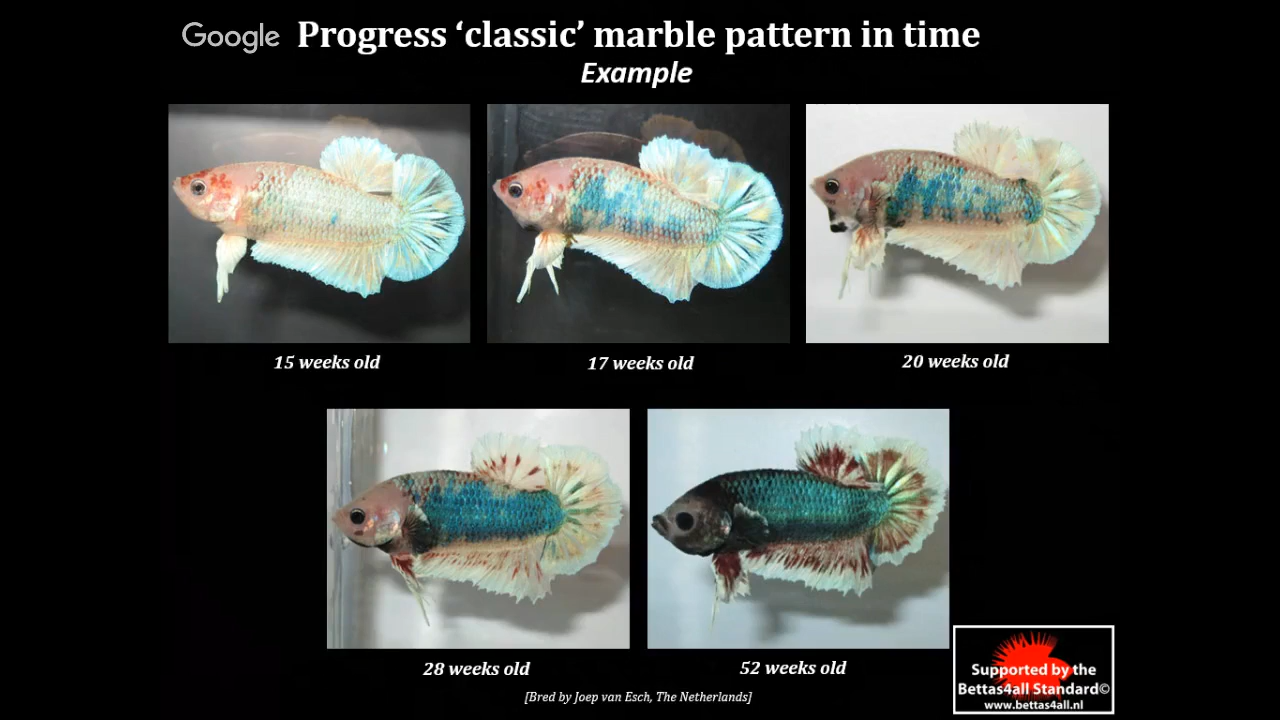 Google
Progress ‘classic’ marble pattern in time
Example
15 weeks old
17 weeks old
20 weeks old
28 weeks old
52 weeks old
[Bred by Joep van Esch, The Netherlands]
Supported by the
Bettas4all Standard©
www.bettas4all.nl